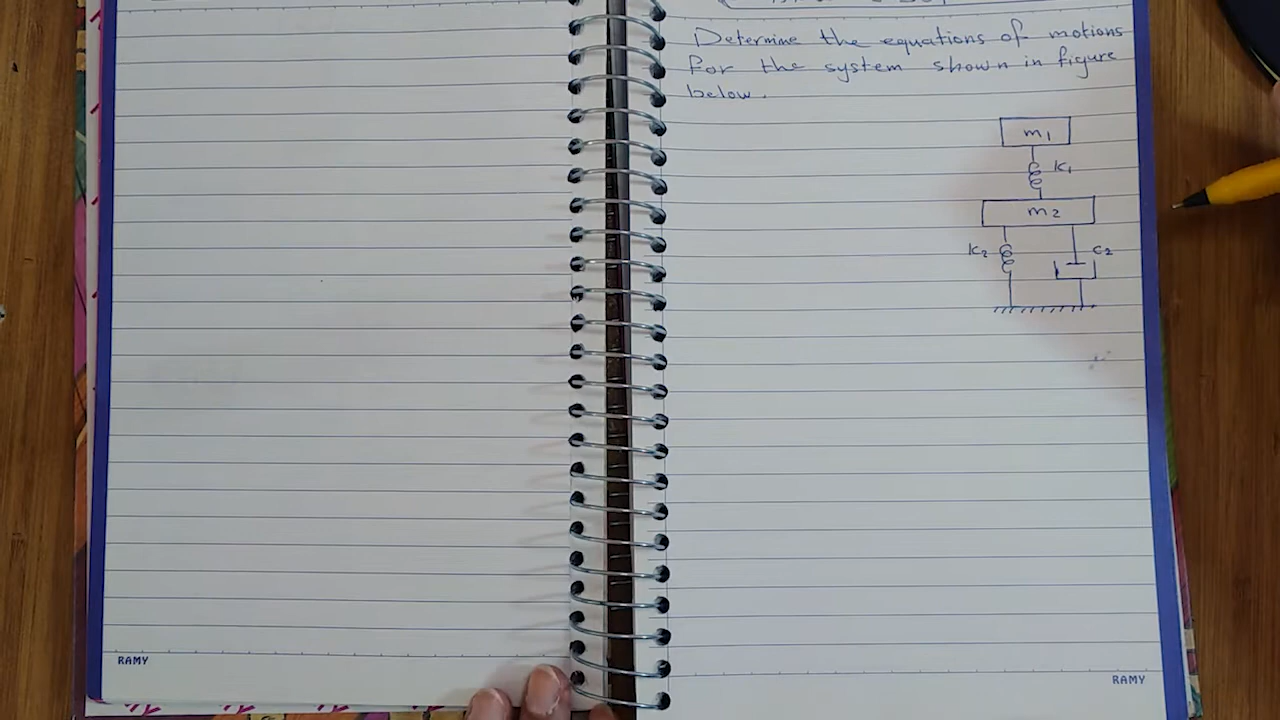 Determine the equations of motions
for the system shown in figure
below.
m1
K1
m2
K2
c2
RAMY
RAMY